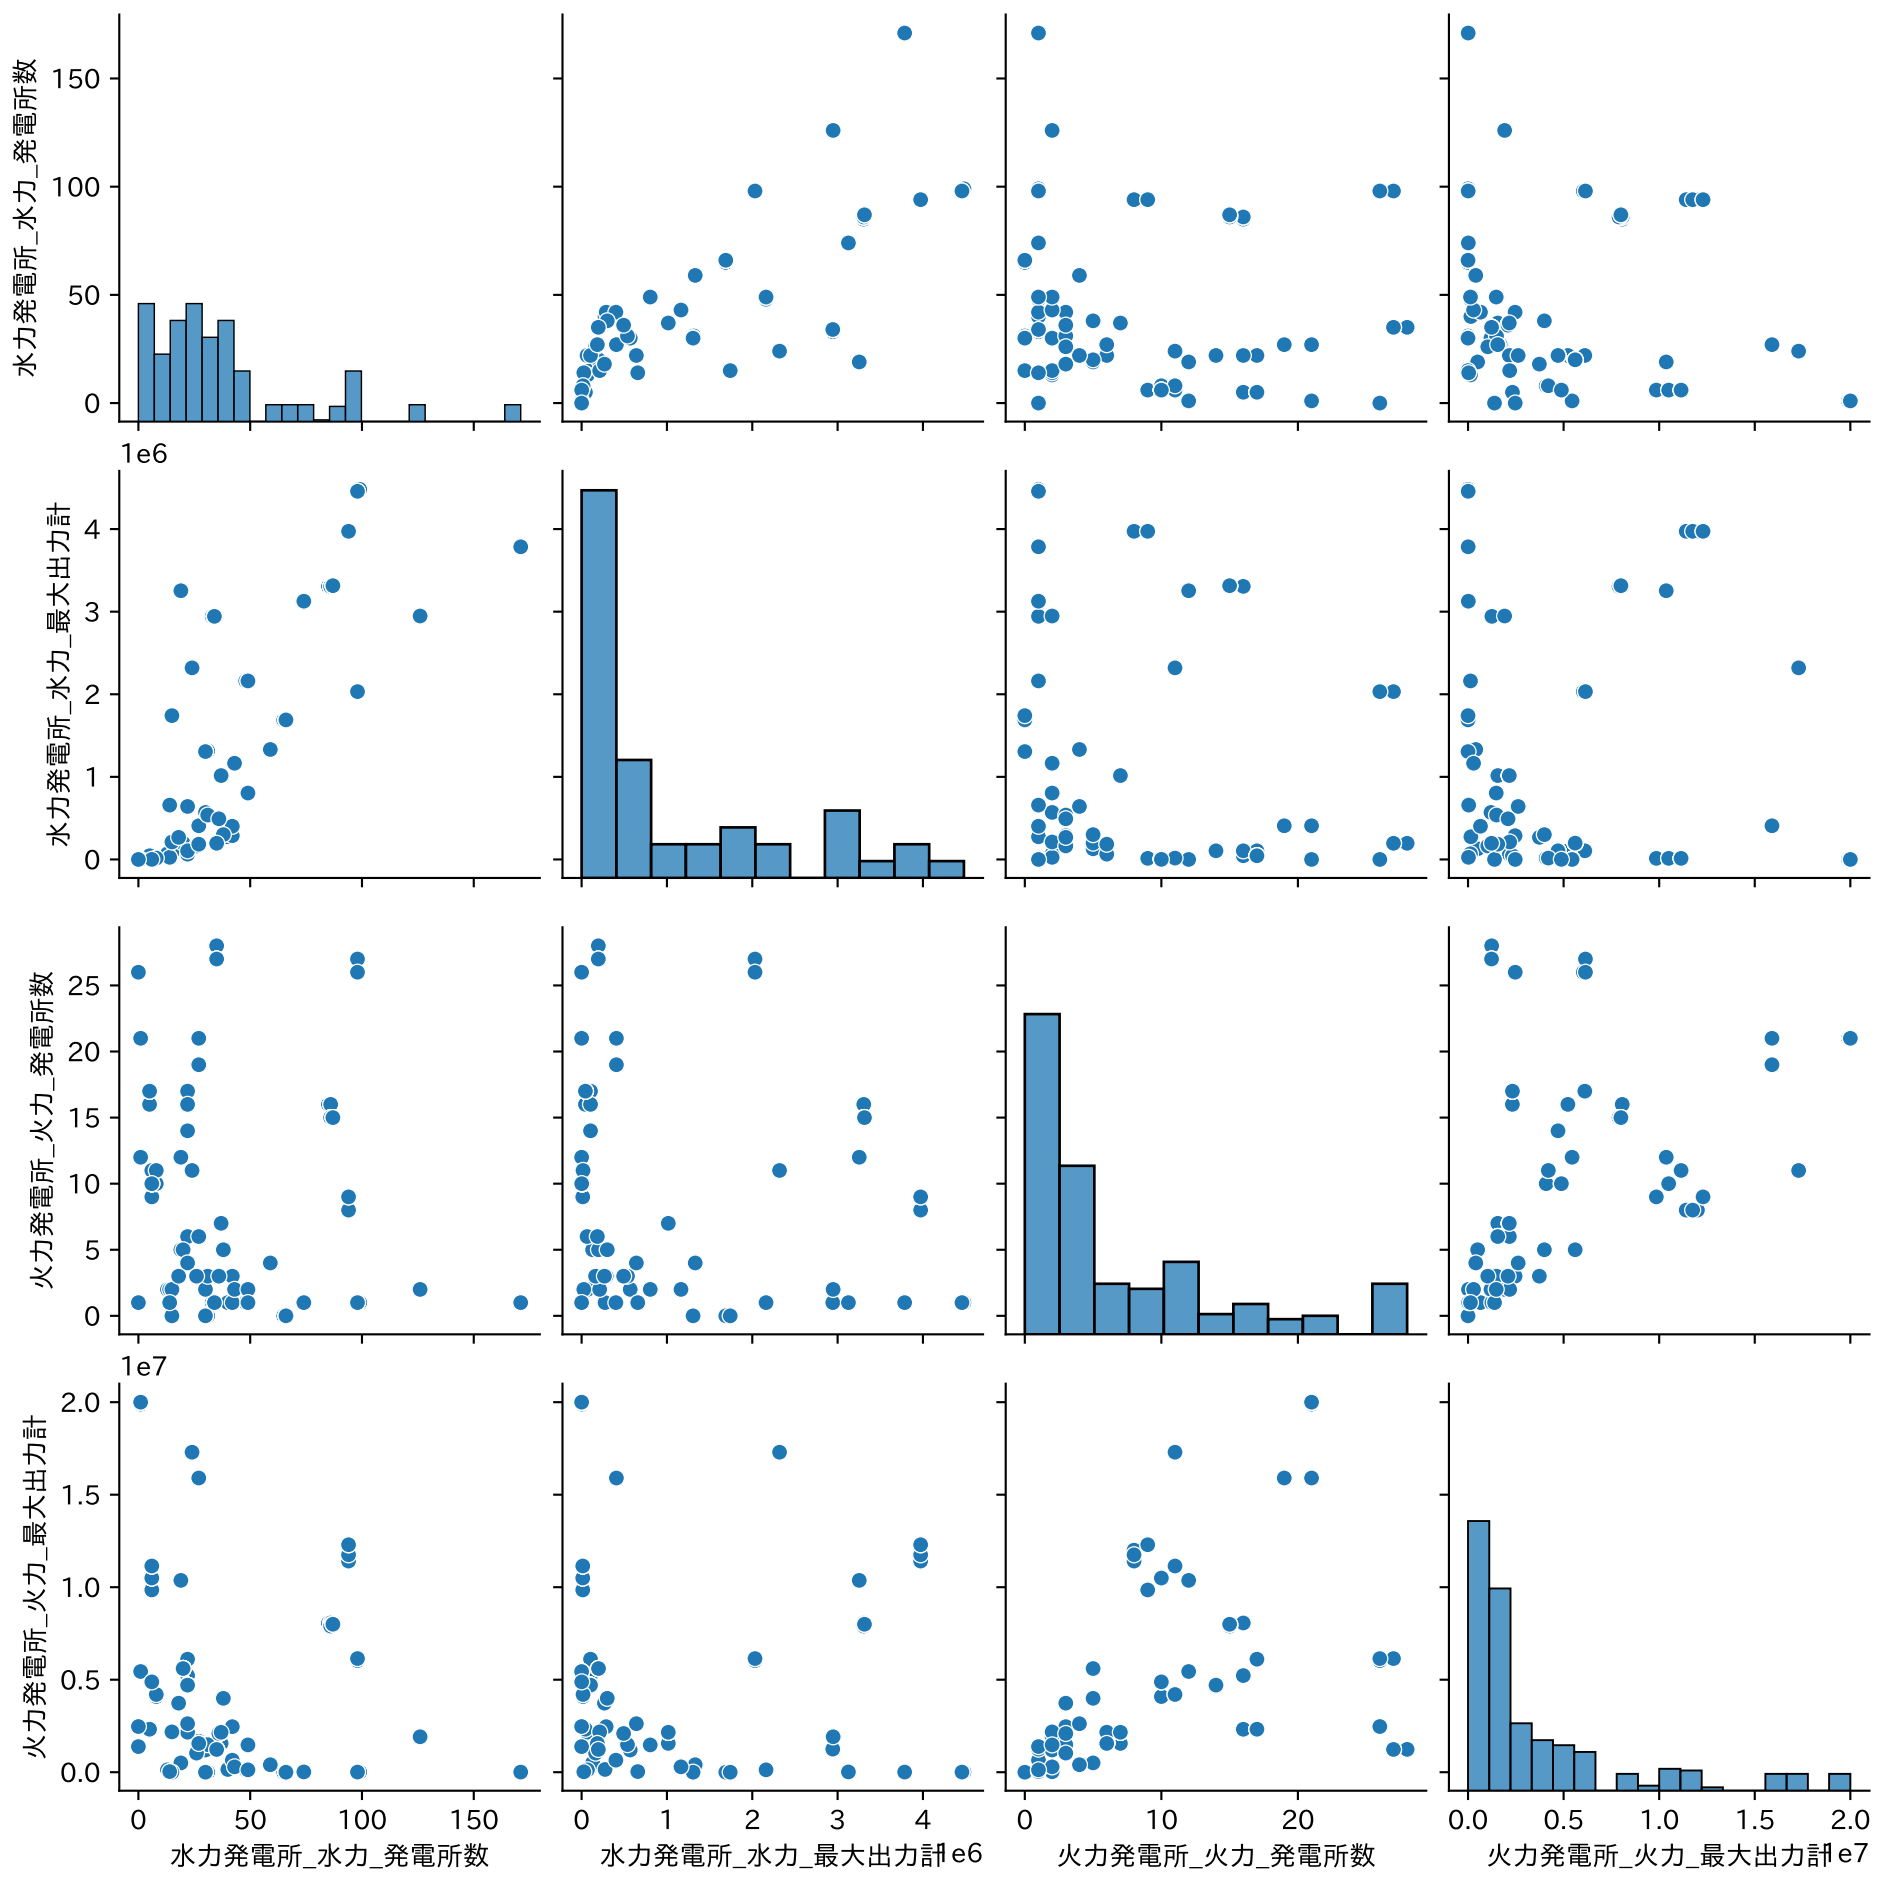 水力発電所_水力_発電所数
150
100
50
0
1e6
水力発電所_水力_最大出力計
4
3
2
1
0
火力発電所_火力_発電所数
25
20
15
10
5
0
1e7
火力発電所_火力_最大出力計
2.0
1.5
1.0
0.5
0.0
0 50 100 150
0 1 2 3 4
0 10 20
0.0 0.5 1.0 1.5 2.0
水力発電所_水力_発電所数
水力発電所_水力_最大出力計
1e6
火力発電所_火力_発電所数
火力発電所_火力_最大出力計
1e7